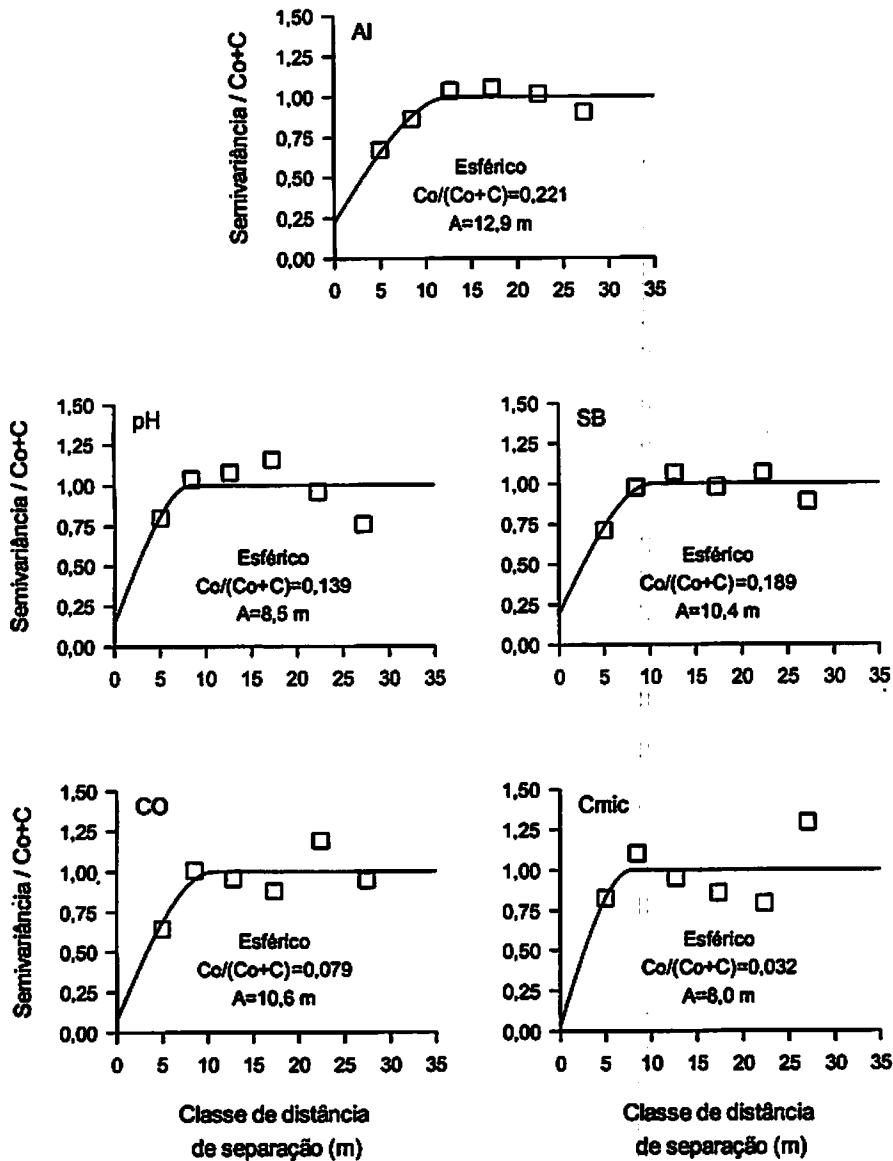 Al
Semivariância / Co+C
1,50
1,25
1,00
0,75
0,50
0,25
0,00
Esférico
Co/(Co+C)=0,221
A=12,9 m
0 5 10 15 20 25 30 35
pH
Semivariância / Co+C
1,50
1,25
1,00
0,75
0,50
0,25
0,00
Esférico
Co/(Co+C)=0,139
A=8,5 m
0 5 10 15 20 25 30 35
SB
1,50
1,25
1,00
0,75
0,50
0,25
0,00
Esférico
Co/(Co+C)=0,189
A=10,4 m
0 5 10 15 20 25 30 35
CO
Semivariância / Co+C
1,50
1,25
1,00
0,75
0,50
0,25
0,00
Esférico
Co/(Co+C)=0,079
A=10,6 m
0 5 10 15 20 25 30 35
Classe de distância
de separação (m)
Cmic
1,50
1,25
1,00
0,75
0,50
0,25
0,00
Esférico
Co/(Co+C)=0,032
A=8,0 m
0 5 10 15 20 25 30 35
Classe de distância
de separação (m)